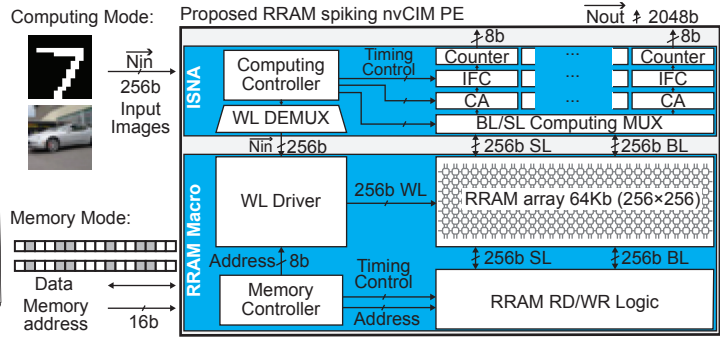 Computing Mode:
Proposed RRAM spiking nvCIM PE
Nout 2048b
8b
8b
Nin
256b
Input
Images
ISNA
Computing
Controller
WL DEMUX
Timing
Control
Counter
...
Counter
IFC
...
IFC
CA
...
CA
BL/SL Computing MUX
Nin 256b
256b SL
256b BL
RRAM Macro
WL Driver
256b WL
RRAM array 64Kb (256×256)
Memory Mode:
Data
Memory
address
16b
Address 8b
Timing
Control
256b SL
256b BL
Memory
Controller
Address
RRAM RD/WR Logic